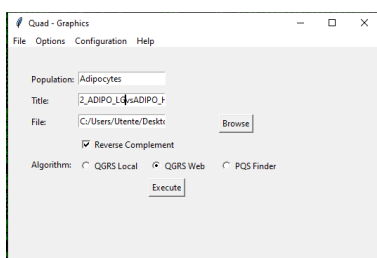 Quad - Graphics
File Options Configuration Help
Population: Adipocytes
Title: 2_ADIPO_LGvsADIPO_H
File: C:/Users/Utente/Deskto Browse
Reverse Complement
Algorithm: QGRS Local QGRS Web PQS Finder
Execute